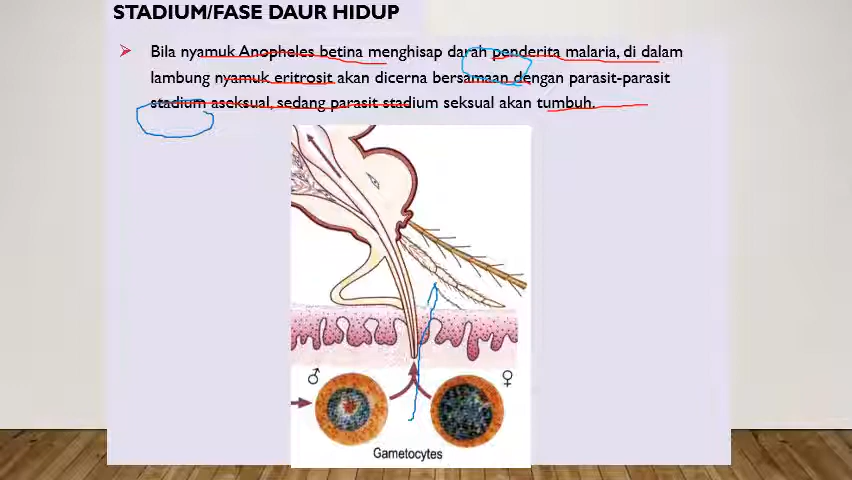 STADIUM/FASE DAUR HIDUP
Bila nyamuk Anopheles betina menghisap darah penderita malaria, di dalam
lambung nyamuk eritrosit akan dicerna bersamaan dengan parasit-parasit
stadium aseksual, sedang parasit stadium seksual akan tumbuh.
♂
♀
Gametocytes